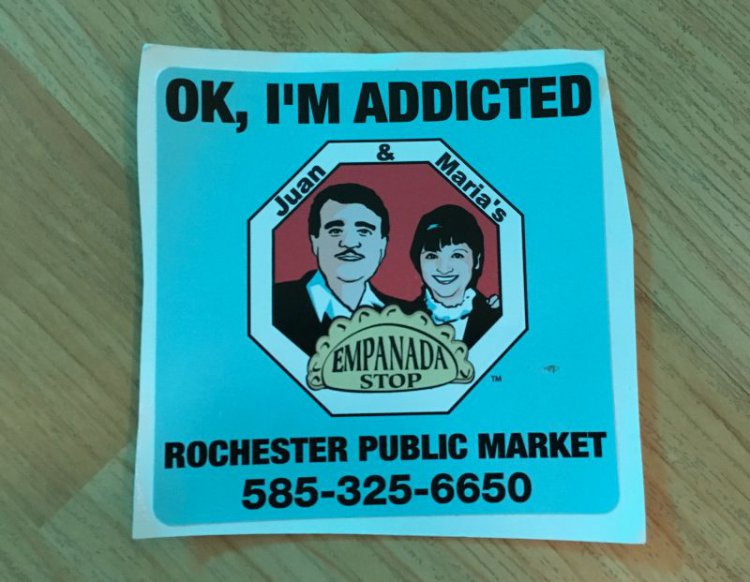 OK, I'M ADDICTED
Juan & Maria's
EMPANADA
STOP
TM
ROCHESTER PUBLIC MARKET
585-325-6650